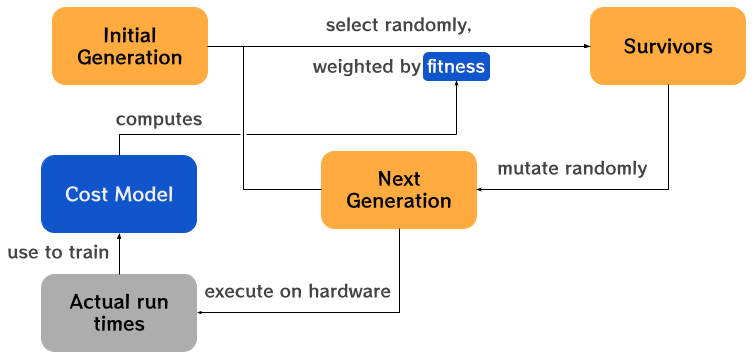 Initial
Generation
select randomly,
weighted by fitness
Survivors
computes
mutate randomly
Cost Model
Next
Generation
use to train
execute on hardware
Actual run
times